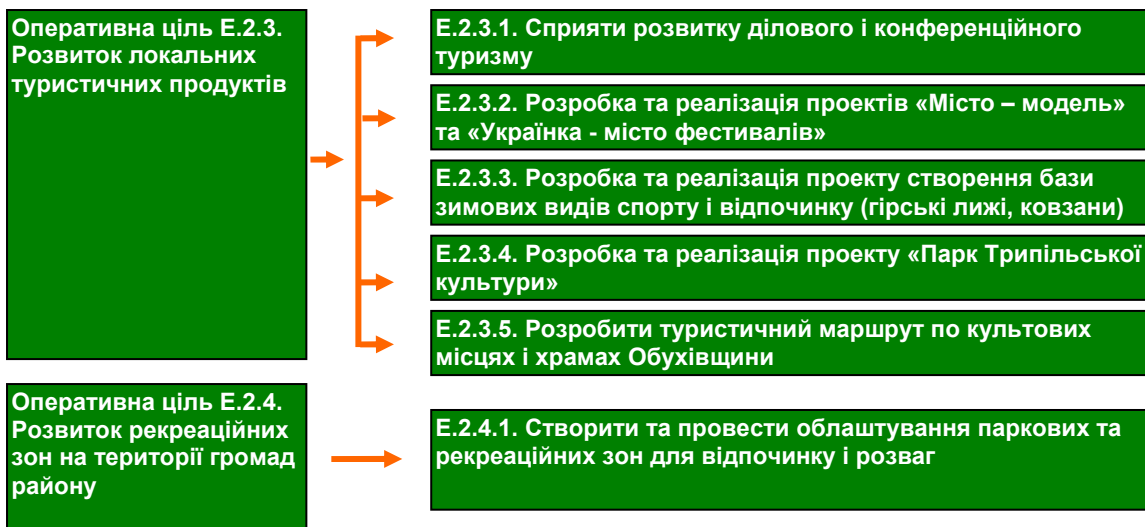 Оперативна ціль Е.2.3.
Розвиток локальних
туристичних продуктів
Е.2.3.1. Сприяти розвитку ділового і конференційного
туризму
Е.2.3.2. Розробка та реалізація проектів «Місто – модель»
та «Українка - місто фестивалів»
Е.2.3.3. Розробка та реалізація проекту створення бази
зимових видів спорту і відпочинку (гірські лижі, ковзани)
Е.2.3.4. Розробка та реалізація проекту «Парк Трипільської
культури»
Е.2.3.5. Розробити туристичний маршрут по культових
місцях і храмах Обухівщини
Оперативна ціль Е.2.4.
Розвиток рекреаційних
зон на території громад
району
Е.2.4.1. Створити та провести облаштування паркових та
рекреаційних зон для відпочинку і розваг